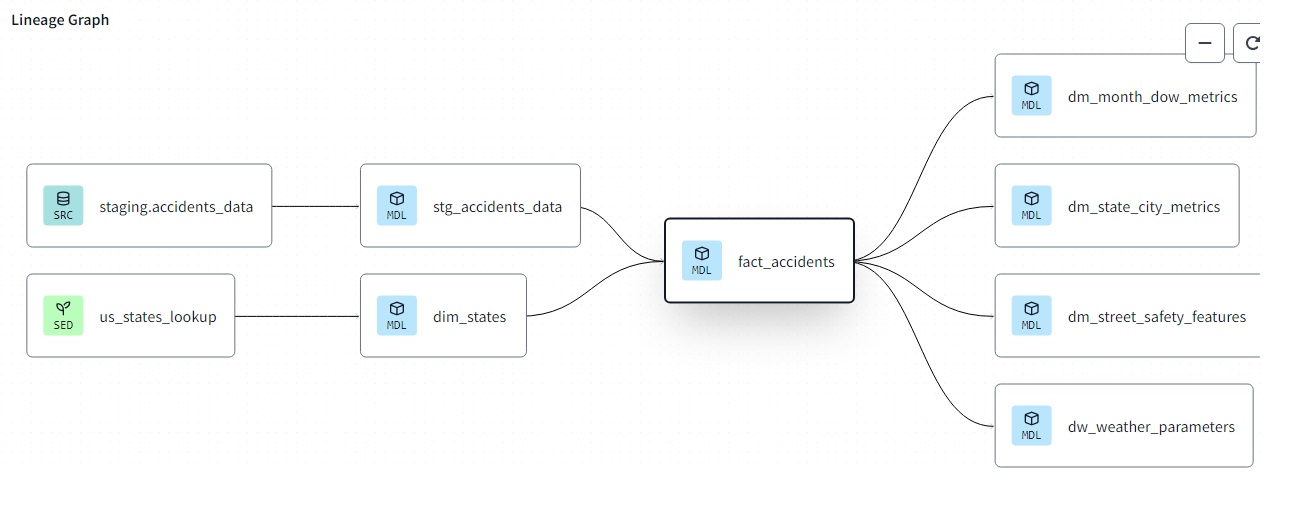 Lineage Graph
SRC
staging.accidents_data
MDL
stg_accidents_data
SED
us_states_lookup
MDL
dim_states
MDL
fact_accidents
MDL
dm_month_dow_metrics
MDL
dm_state_city_metrics
MDL
dm_street_safety_features
MDL
dw_weather_parameters